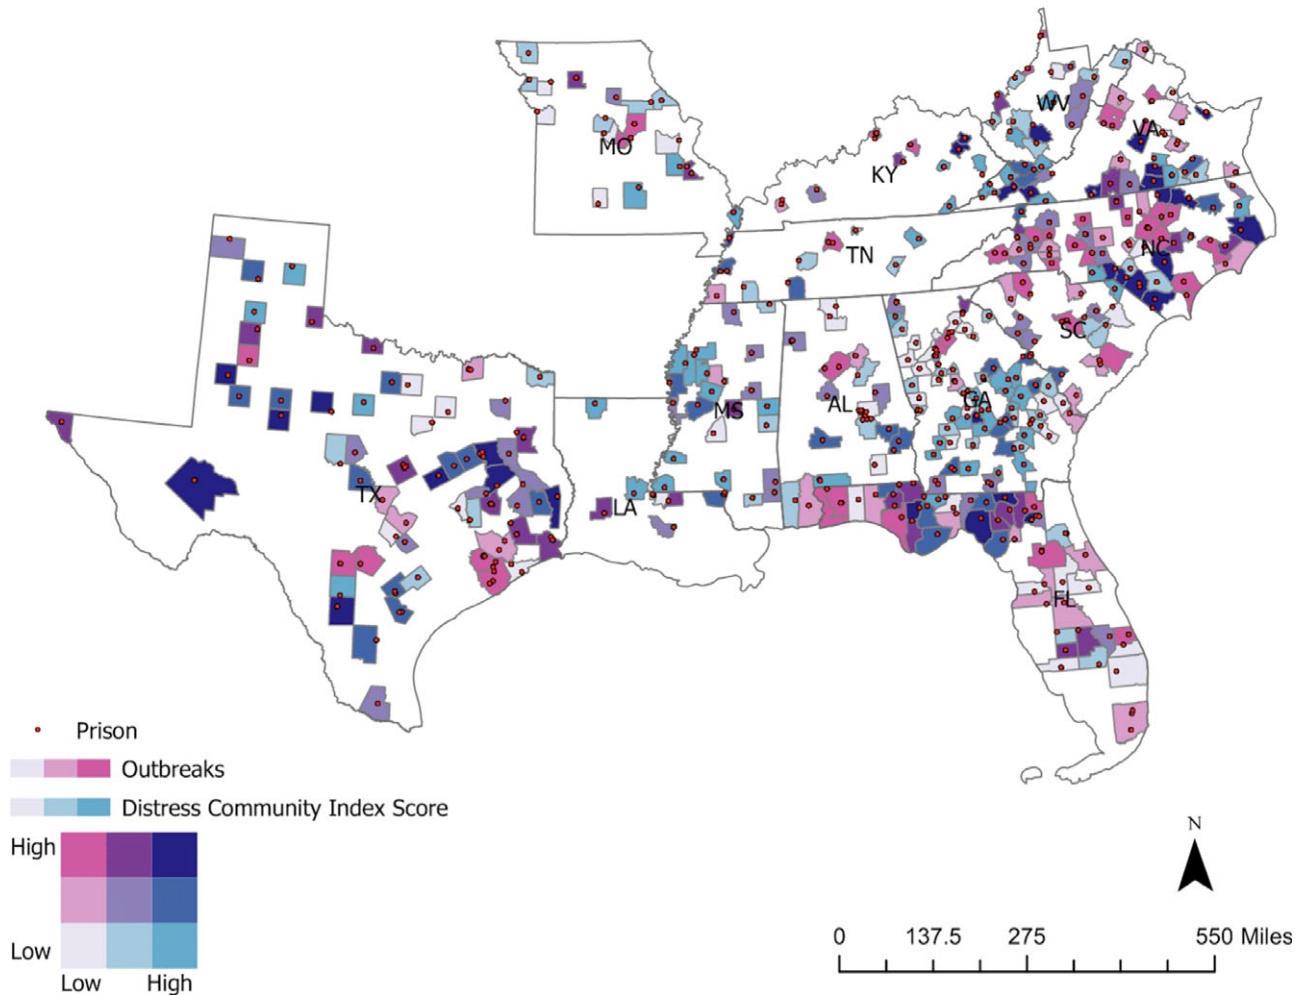 WV
VA
MO
KY
NC
TN
SC
GA
AL
MS
TX
LA
FL
Prison
Outbreaks
Distress Community Index Score
High
Low
Low High
N
0 137.5 275 550 Miles